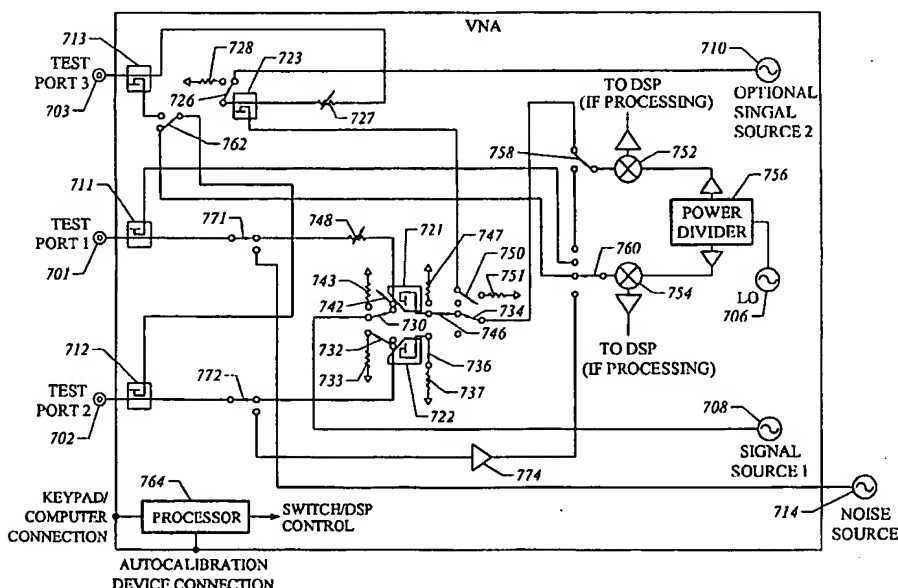 VNA
713
TEST
PORT 3
703
728
723
726
727
762
710
OPTIONAL
SINGAL
SOURCE 2
TO DSP
(IF PROCESSING)
758
752
756
POWER
DIVIDER
711
TEST
PORT 1
701
771
748
721
747
750
743
742
751
734
730
746
732
733
736
737
722
760
754
LO
706
TO DSP
(IF PROCESSING)
712
TEST
PORT 2
702
772
774
708
SIGNAL
SOURCE 1
714
NOISE
SOURCE
764
KEYPAD/
COMPUTER
CONNECTION
PROCESSOR
SWITCH/DSP
CONTROL
AUTOCALIBRATION
DEVICE CONNECTION